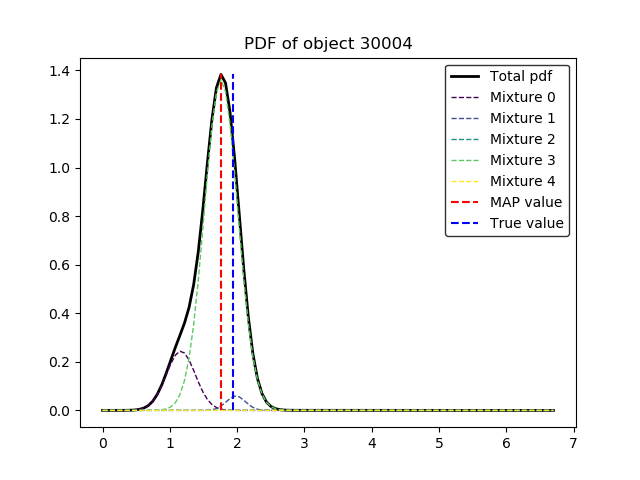 PDF of object 30004
Total pdf
Mixture 0
Mixture 1
Mixture 2
Mixture 3
Mixture 4
MAP value
True value
1.4
1.2
1.0
0.8
0.6
0.4
0.2
0.0
0 1 2 3 4 5 6 7